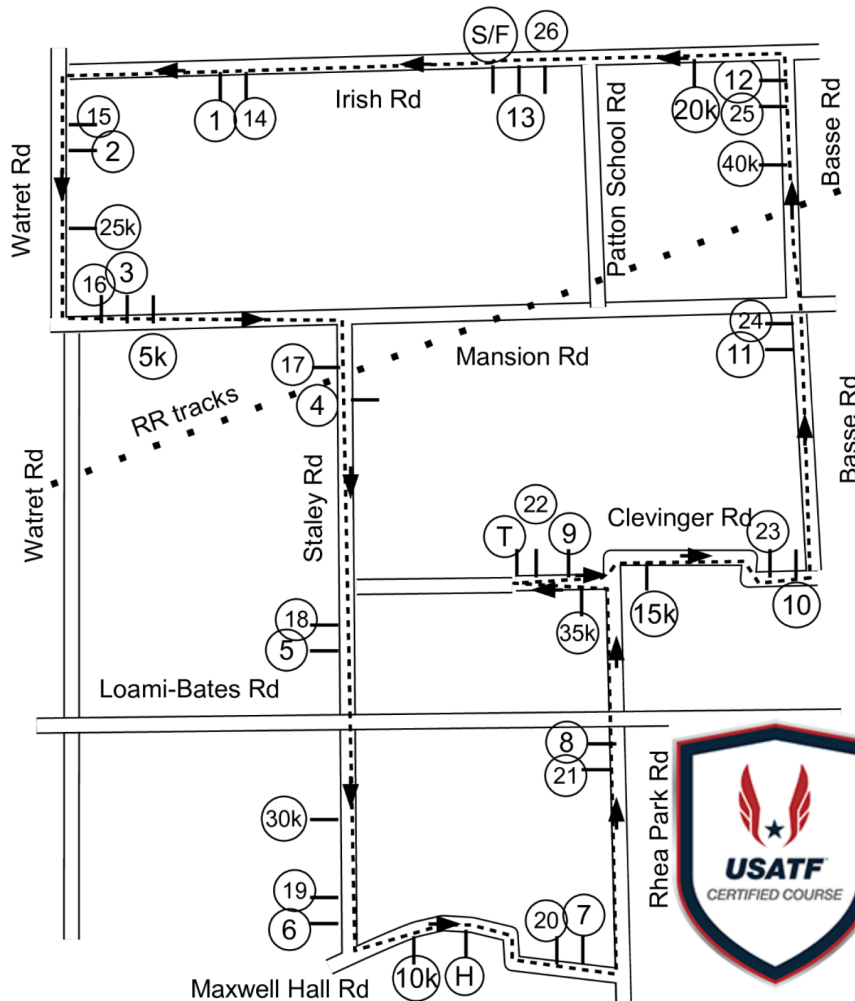 S/F
26
Irish Rd
1
14
13
20k
12
25
40k
Patton School Rd
Basse Rd
Watret Rd
15
2
25k
16
3
5k
RR tracks
Mansion Rd
17
4
24
11
Basse Rd
Watret Rd
Staley Rd
Clevinger Rd
T
22
9
23
10
35k
15k
18
5
Loami-Bates Rd
8
21
Rhea Park Rd
30k
19
6
10k
H
20
7
Maxwell Hall Rd
USATF
CERTIFIED COURSE